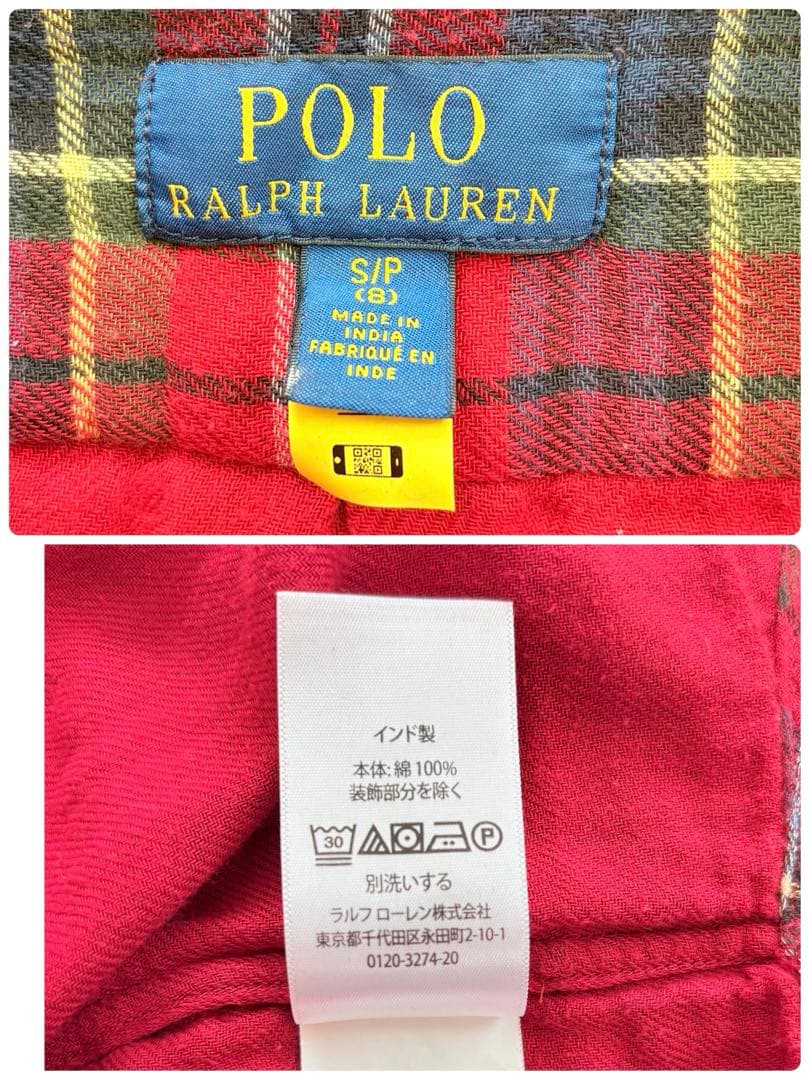 POLO
RALPH LAUREN
S/P
(8)
MADE IN
INDIA
FABRIQUÉ EN
INDE
インド製
本体: 綿 100%
装飾部分を除く
30 P
別洗いする
ラルフ ローレン株式会社
東京都千代田区永田町2-10-1
0120-3274-20